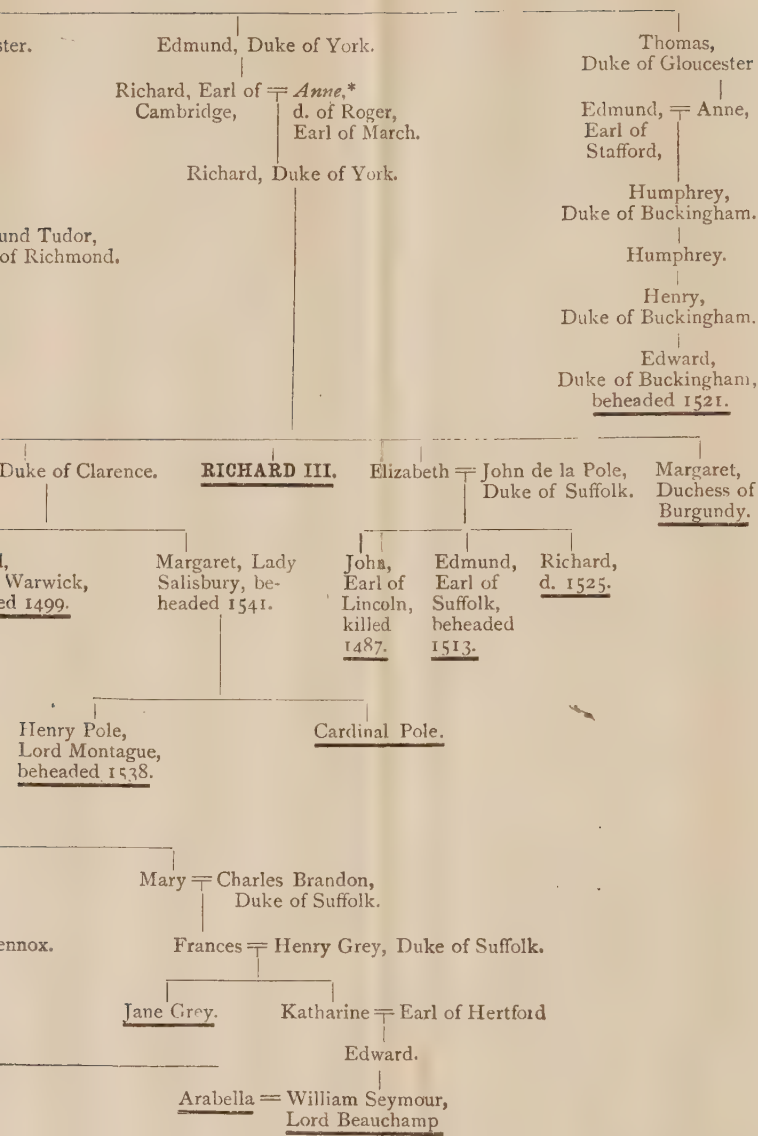 ster.
Edmund, Duke of York.
Thomas,
Duke of Gloucester
Richard, Earl of
Cambridge,
Anne,*
d. of Roger,
Earl of March.
Edmund,
Earl of
Stafford,
Anne,
Richard, Duke of York.
Humphrey,
Duke of Buckingham.
und Tudor,
of Richmond.
Humphrey.
Henry,
Duke of Buckingham.
Edward,
Duke of Buckingham,
beheaded 1521.
Duke of Clarence.
RICHARD III.
Elizabeth = John de la Pole,
Duke of Suffolk.
Margaret,
Duchess of
Burgundy.
l,
Warwick,
ed 1499.
Margaret, Lady
Salisbury, be-
headed 1541.
John,
Earl of
Lincoln,
killed
1487.
Edmund,
Earl of
Suffolk,
beheaded
1513.
Richard,
d. 1525.
Henry Pole,
Lord Montague,
beheaded 1538.
Cardinal Pole.
Mary = Charles Brandon,
Duke of Suffolk.
ennox.
Frances = Henry Grey, Duke of Suffolk.
Jane Grey.
Katharine = Earl of Hertford
Edward.
Arabella = William Seymour,
Lord Beauchamp